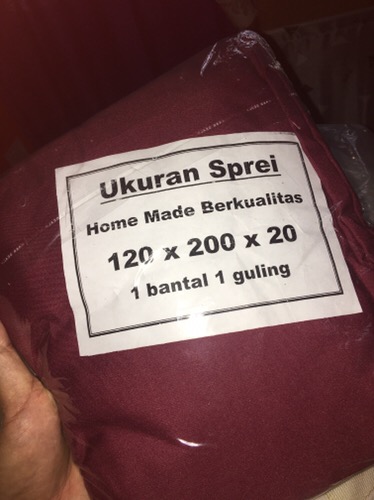 Ukuran Sprei
Home Made Berkualitas
120 x 200 x 20
1 bantal 1 guling